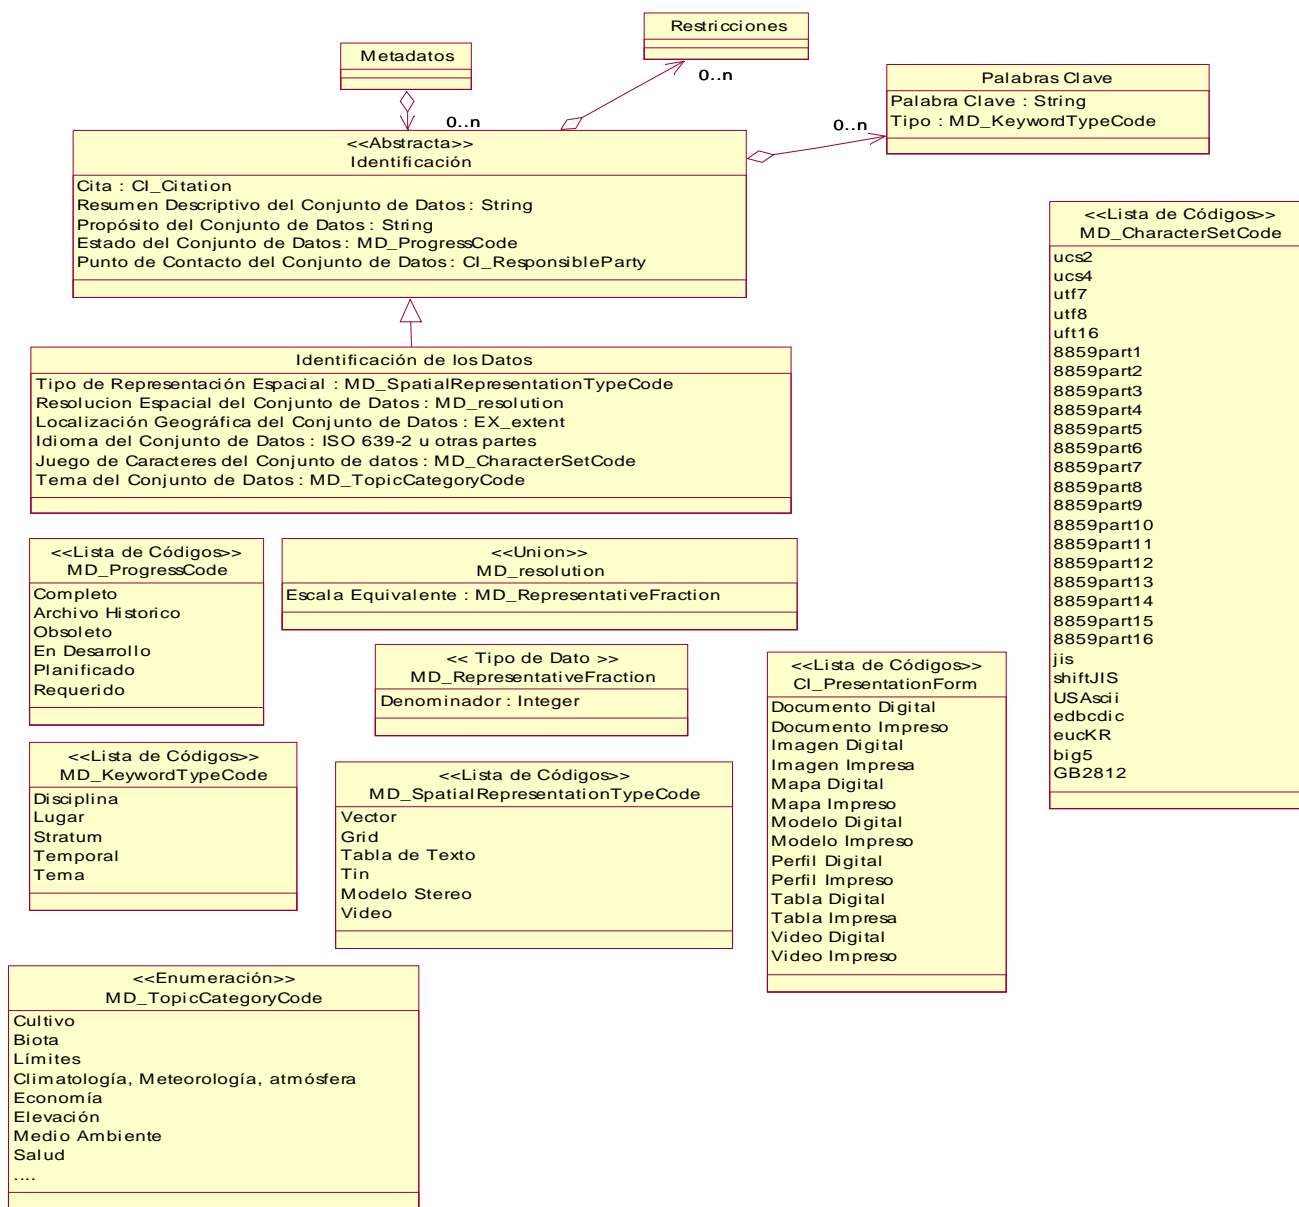 Restricciones
Metadatos
0..n
Palabras Clave
Palabra Clave : String
Tipo : MD_KeywordTypeCode
0..n
0..n
<<Abstracta>>
Identificación
Cita : CI_Citation
Resumen Descriptivo del Conjunto de Datos : String
Propósito del Conjunto de Datos : String
Estado del Conjunto de Datos : MD_ProgressCode
Punto de Contacto del Conjunto de Datos : CI_ResponsibleParty
<<Lista de Códigos>>
MD_CharacterSetCode
ucs2
ucs4
utf7
utf8
uft16
8859part1
8859part2
8859part3
8859part4
8859part5
8859part6
8859part7
8859part8
8859part9
8859part10
8859part11
8859part12
8859part13
8859part14
8859part15
8859part16
jis
shiftJIS
USAscii
edbcdic
eucKR
big5
GB2812
Identificación de los Datos
Tipo de Representación Espacial : MD_SpatialRepresentationTypeCode
Resolucion Espacial del Conjunto de Datos : MD_resolution
Localización Geográfica del Conjunto de Datos : EX_extent
Idioma del Conjunto de Datos : ISO 639-2 u otras partes
Juego de Caracteres del Conjunto de datos : MD_CharacterSetCode
Tema del Conjunto de Datos : MD_TopicCategoryCode
<<Lista de Códigos>>
MD_ProgressCode
Completo
Archivo Historico
Obsoleto
En Desarrollo
Planificado
Requerido
<<Union>>
MD_resolution
Escala Equivalente : MD_RepresentativeFraction
<< Tipo de Dato >>
MD_RepresentativeFraction
Denominador : Integer
<<Lista de Códigos>>
CI_PresentationForm
Documento Digital
Documento Impreso
Imagen Digital
Imagen Impresa
Mapa Digital
Mapa Impreso
Modelo Digital
Modelo Impreso
Perfil Digital
Perfil Impreso
Tabla Digital
Tabla Impresa
Video Digital
Video Impreso
<<Lista de Códigos>>
MD_KeywordTypeCode
Disciplina
Lugar
Stratum
Temporal
Tema
<<Lista de Códigos>>
MD_SpatialRepresentationTypeCode
Vector
Grid
Tabla de Texto
Tin
Modelo Stereo
Video
<<Enumeración>>
MD_TopicCategoryCode
Cultivo
Biota
Límites
Climatología, Meteorología, atmósfera
Economía
Elevación
Medio Ambiente
Salud
....